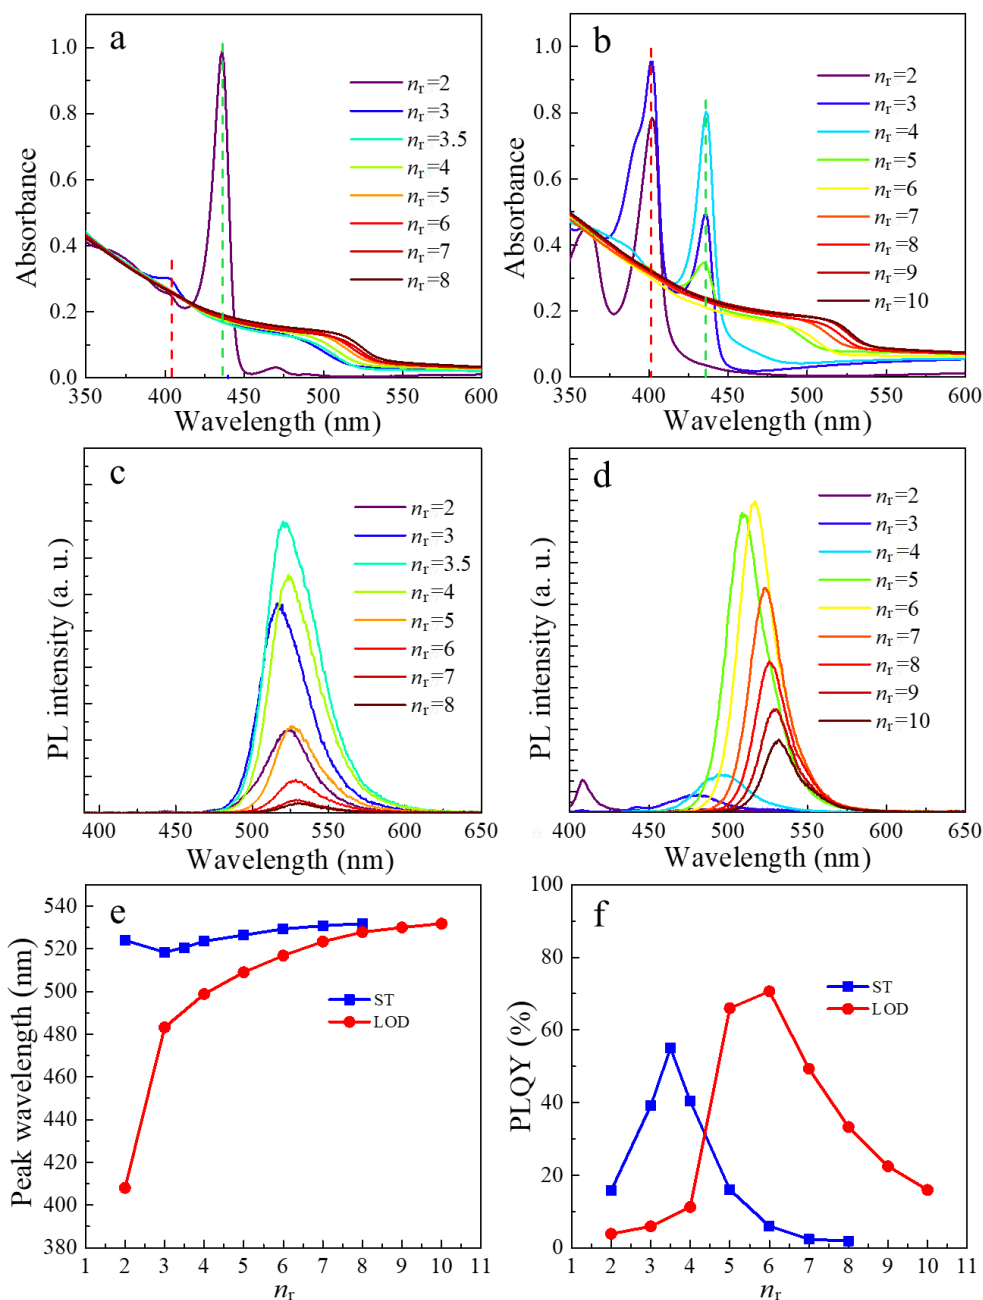 a
1.0
0.8
0.6
0.4
0.2
0.0
Absorbance
nr=2
nr=3
nr=3.5
nr=4
nr=5
nr=6
nr=7
nr=8
350 400 450 500 550 600
Wavelength (nm)
b
1.0
0.8
0.6
0.4
0.2
0.0
Absorbance
nr=2
nr=3
nr=4
nr=5
nr=6
nr=7
nr=8
nr=9
nr=10
350 400 450 500 550 600
Wavelength (nm)
c
PL intensity (a. u.)
nr=2
nr=3
nr=3.5
nr=4
nr=5
nr=6
nr=7
nr=8
400 450 500 550 600 650
Wavelength (nm)
d
PL intensity (a. u.)
nr=2
nr=3
nr=4
nr=5
nr=6
nr=7
nr=8
nr=9
nr=10
400 450 500 550 600 650
Wavelength (nm)
e
540
520
500
480
460
440
420
400
380
Peak wavelength (nm)
ST
LOD
1 2 3 4 5 6 7 8 9 10 11
nr
f
100
80
60
40
20
0
PLQY (%)
ST
LOD
1 2 3 4 5 6 7 8 9 10 11
nr